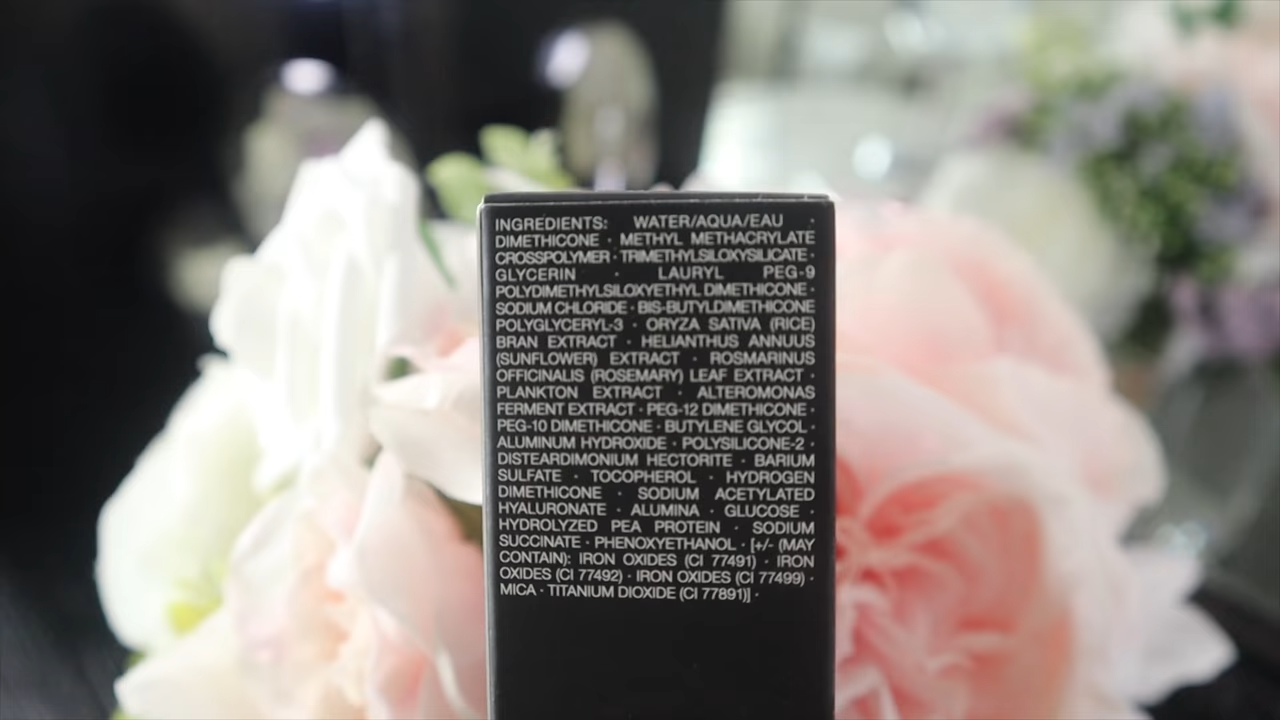 INGREDIENTS: WATER/AQUA/EAU ·
DIMETHICONE · METHYL METHACRYLATE
CROSSPOLYMER · TRIMETHYLSILOXYSILICATE ·
GLYCERIN · LAURYL PEG-9
POLYDIMETHYLSILOXYETHYL DIMETHICONE ·
SODIUM CHLORIDE · BIS-BUTYLDIMETHICONE
POLYGLYCERYL-3 · ORYZA SATIVA (RICE)
BRAN EXTRACT · HELIANTHUS ANNUUS
(SUNFLOWER) EXTRACT · ROSMARINUS
OFFICINALIS (ROSEMARY) LEAF EXTRACT ·
PLANKTON EXTRACT · ALTEROMONAS
FERMENT EXTRACT · PEG-12 DIMETHICONE ·
PEG-10 DIMETHICONE · BUTYLENE GLYCOL ·
ALUMINUM HYDROXIDE · POLYSILICONE-2 ·
DISTEARDIMONIUM HECTORITE · BARIUM
SULFATE · TOCOPHEROL · HYDROGEN
DIMETHICONE · SODIUM ACETYLATED
HYALURONATE · ALUMINA · GLUCOSE ·
HYDROLYZED PEA PROTEIN · SODIUM
SUCCINATE · PHENOXYETHANOL · [+/- (MAY
CONTAIN): IRON OXIDES (CI 77491) · IRON
OXIDES (CI 77492) · IRON OXIDES (CI 77499) ·
MICA · TITANIUM DIOXIDE (CI 77891)] ·